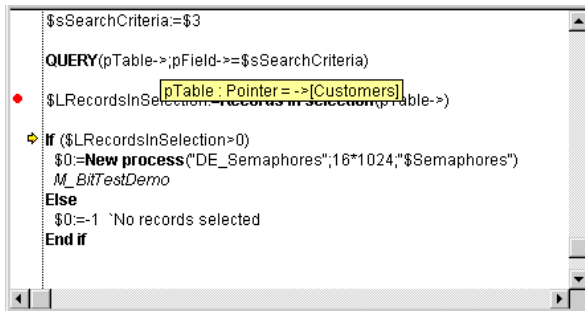 $sSearchCriteria:=$3
QUERY(pTable->;pField->=$sSearchCriteria)
pTable : Pointer = ->[Customers]
$LRecordsInSelection:=Records in selection(pTable->)
If ($LRecordsInSelection>0)
$0:=New process("DE_Semaphores";16*1024;"$Semaphores")
M_BitTestDemo
Else
$0:=-1 `No records selected
End if